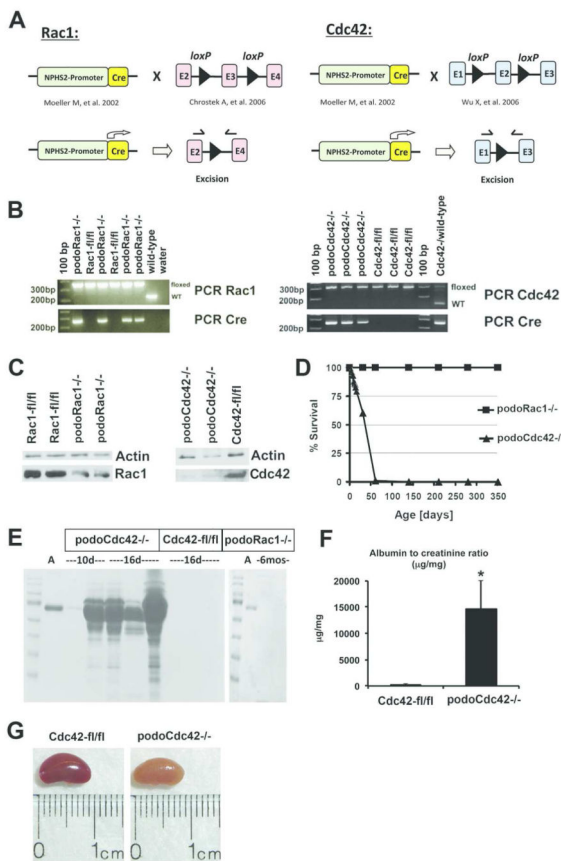 A
Rac1:
Cdc42:
loxP loxP
loxP loxP
NPHS2-Promoter Cre X E2 E3 E4
NPHS2-Promoter Cre X E1 E2 E3
Moeller M, et al. 2002 Chrostek A, et al. 2006
Moeller M, et al. 2002 Wu X, et al. 2006
NPHS2-Promoter Cre E2 E4
NPHS2-Promoter Cre E1 E3
Excision
Excision
B
100 bp
podoRac1-/-
Rac1-fl/fl
podoRac1-/-
Rac1-fl/fl
podoRac1-/-
podoRac1-/-
wild-type
water
300bp
200bp
floxed
WT
PCR Rac1
200bp
PCR Cre
100 bp
podoCdc42-/-
podoCdc42-/-
podoCdc42-/-
Cdc42-fl/fl
Cdc42-fl/fl
Cdc42-fl/fl
100 bp
Cdc42-/wild-type
300bp
200bp
floxed
WT
PCR Cdc42
200bp
PCR Cre
C
Rac1-fl/fl
Rac1-fl/fl
podoRac1-/-
podoRac1-/-
Actin
Rac1
podoCdc42-/-
podoCdc42-/-
Cdc42-fl/fl
Actin
Cdc42
D
% Survival
100
75
50
25
0
0 50 100 150 200 250 300 350
Age [days]
podoRac1-/-
podoCdc42-/-
E
podoCdc42-/- Cdc42-fl/fl podoRac1-/-
A ---10d--- ----16d----- ----16d----- A -6mos-
F
Albumin to creatinine ratio
(µg/mg)
µg/mg
20000
15000
10000
5000
0
*
Cdc42-fl/fl podoCdc42-/-
G
Cdc42-fl/fl podoCdc42-/-
0 1cm
0 1cm